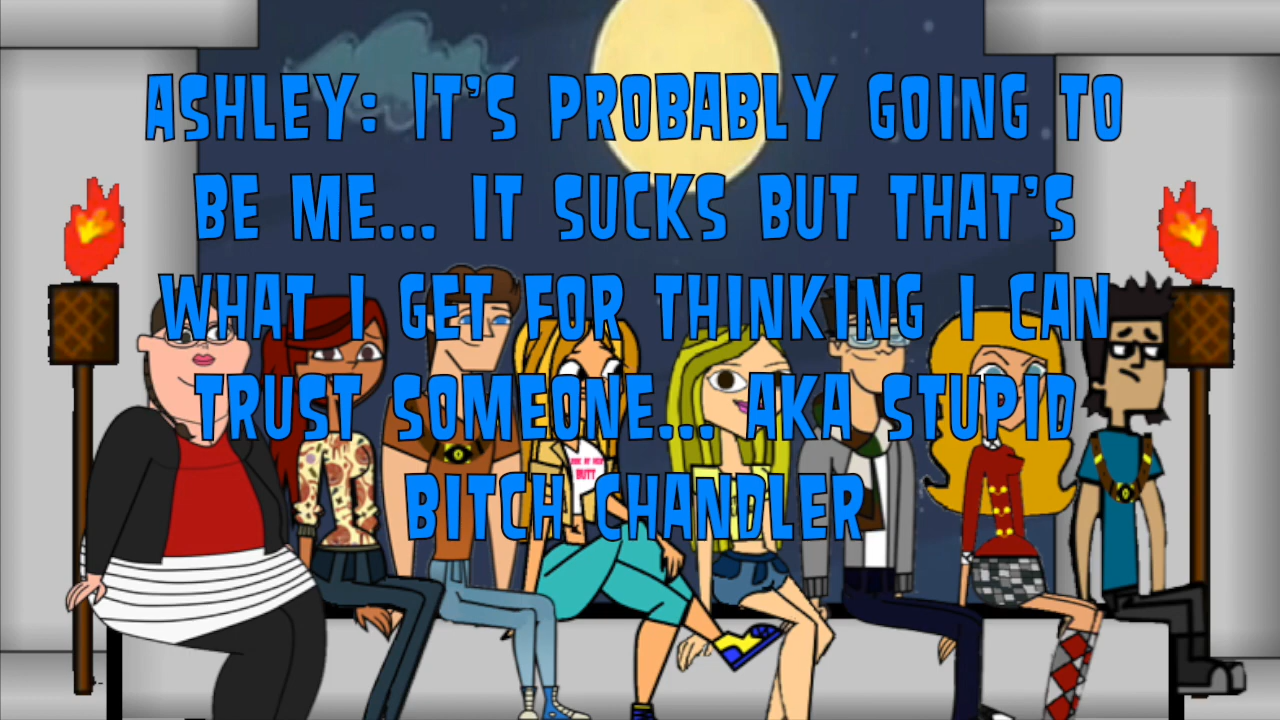 ASHLEY: IT'S PROBABLY GOING TO
BE ME... IT SUCKS BUT THAT'S
WHAT I GET FOR THINKING I CAN
TRUST SOMEONE... AKA STUPID
BITCH CHANDLER
BUTT